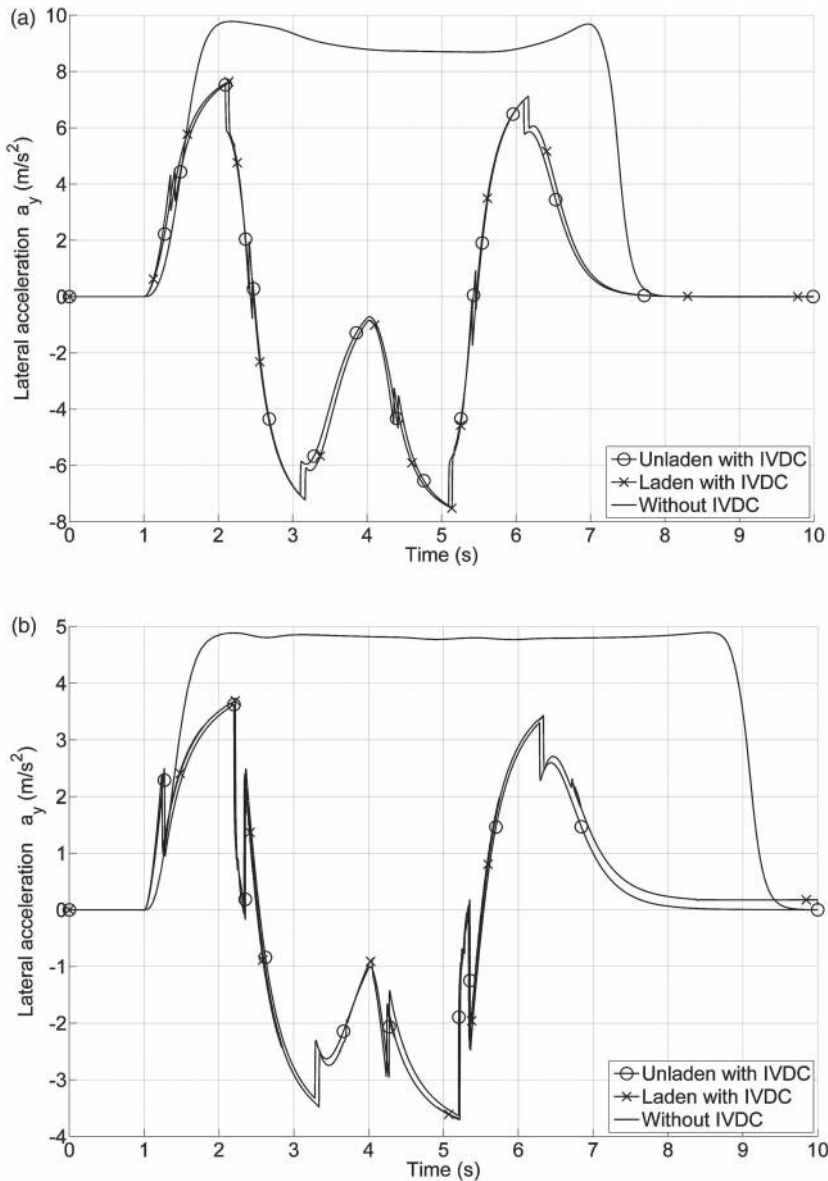 (a)
10
8
6
4
2
0
-2
-4
-6
-8
Lateral acceleration a_y (m/s²)
0 1 2 3 4 5 6 7 8 9 10
Time (s)
Unladen with IVDC
Laden with IVDC
Without IVDC
(b)
5
4
3
2
1
0
-1
-2
-3
-4
Lateral acceleration a_y (m/s²)
0 1 2 3 4 5 6 7 8 9 10
Time (s)
Unladen with IVDC
Laden with IVDC
Without IVDC